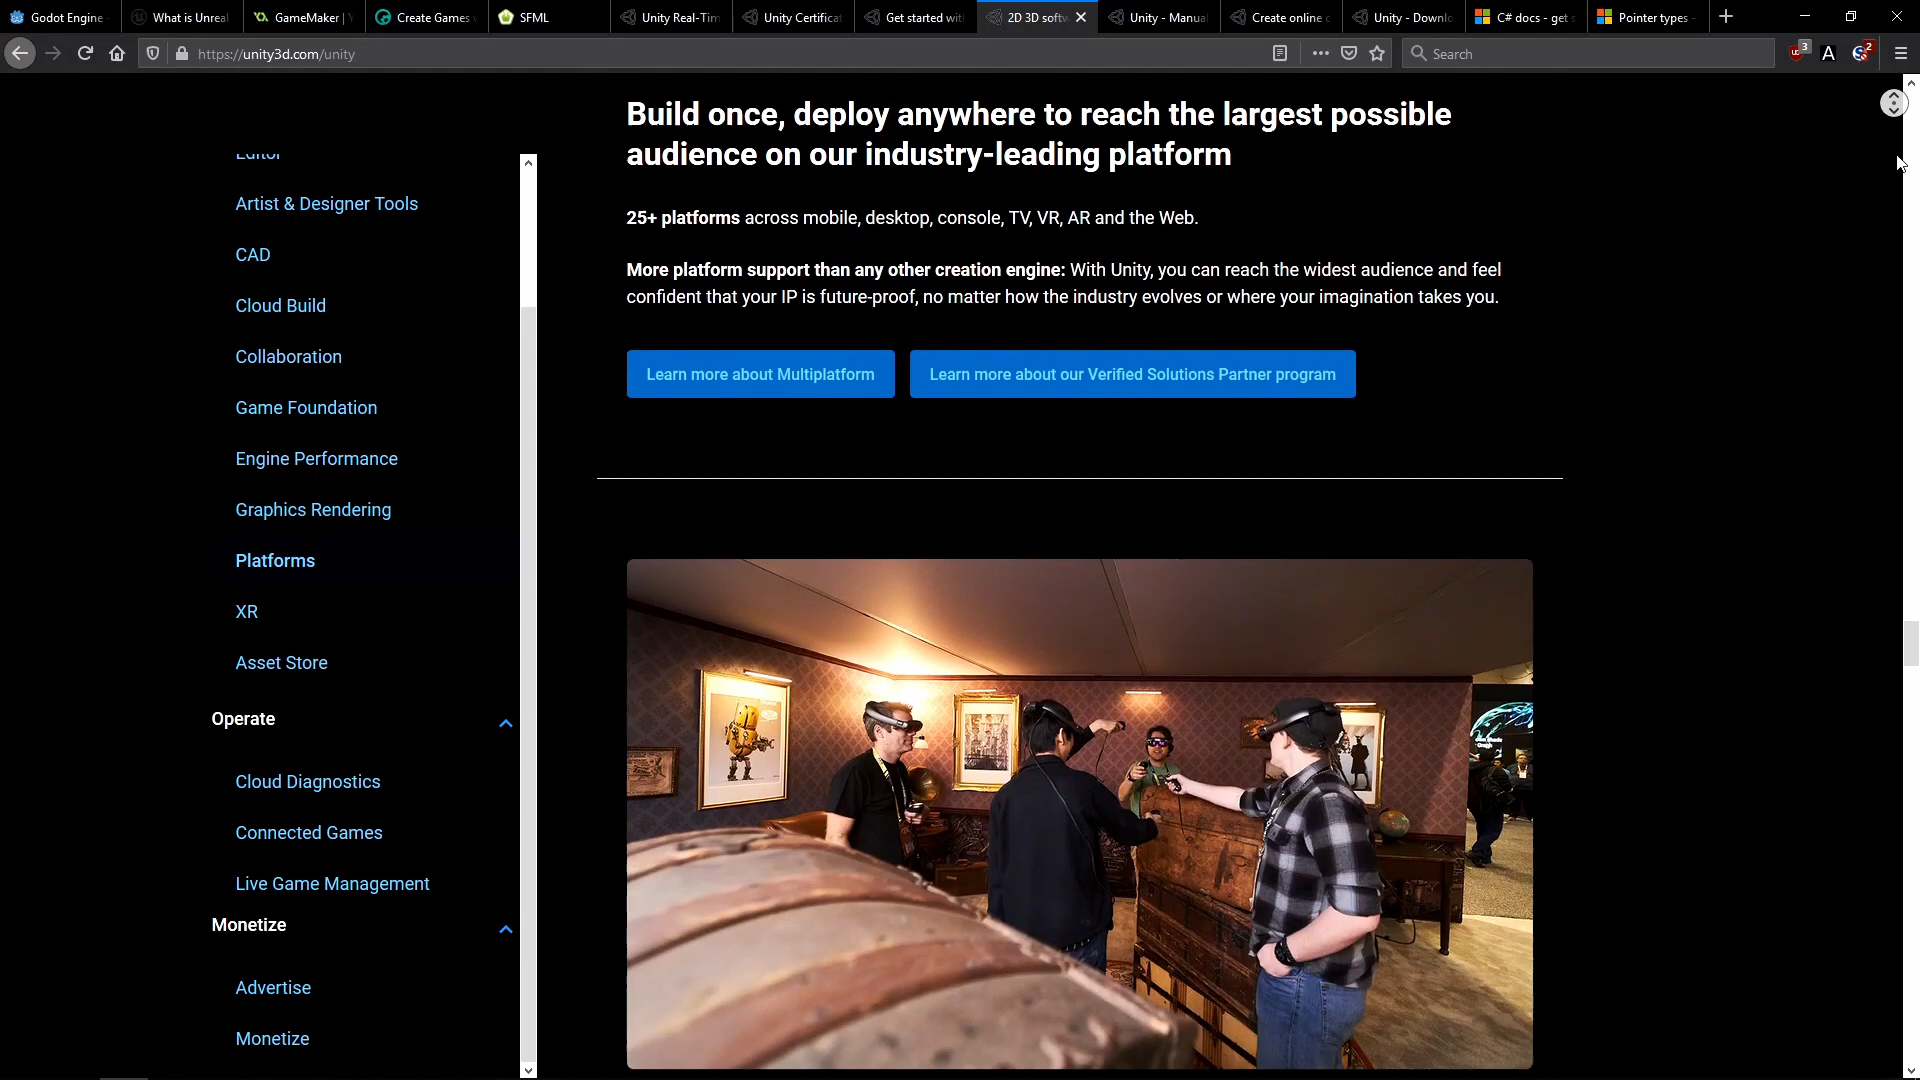 Godot Engine
What is Unreal
GameMaker |
Create Games
SFML
Unity Real-Tim
Unity Certificat
Get started wit
2D 3D softw
Unity - Manual
Create online
Unity - Downlo
C# docs - get s
Pointer types -
https://unity3d.com/unity
Search
3
A
2
Build once, deploy anywhere to reach the largest possible
audience on our industry-leading platform
25+ platforms across mobile, desktop, console, TV, VR, AR and the Web.
More platform support than any other creation engine: With Unity, you can reach the widest audience and feel
confident that your IP is future-proof, no matter how the industry evolves or where your imagination takes you.
Learn more about Multiplatform
Learn more about our Verified Solutions Partner program
Editor
Artist & Designer Tools
CAD
Cloud Build
Collaboration
Game Foundation
Engine Performance
Graphics Rendering
Platforms
XR
Asset Store
Operate
Cloud Diagnostics
Connected Games
Live Game Management
Monetize
Advertise
Monetize